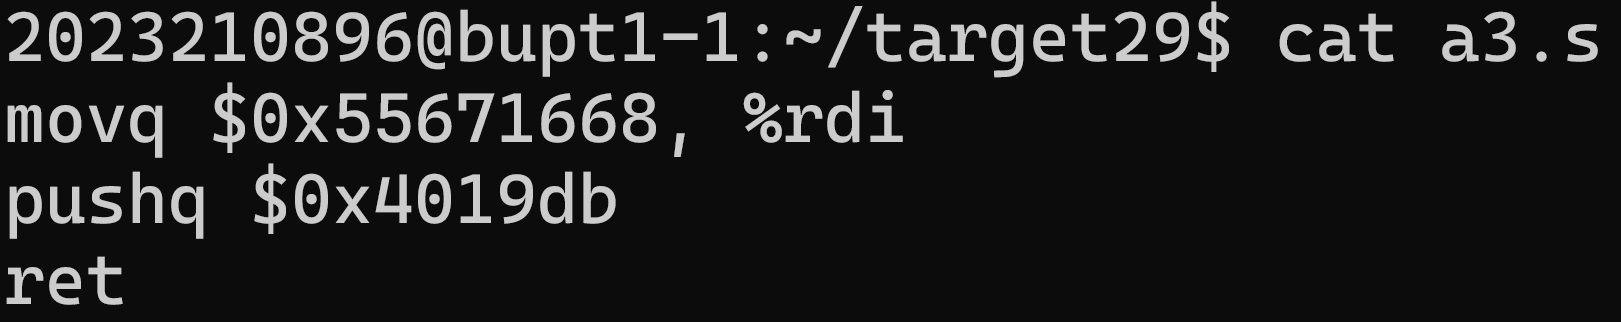 2023210896@bupt1-1:~/target29$ cat a3.s
movq $0x55671668, %rdi
pushq $0x4019db
ret